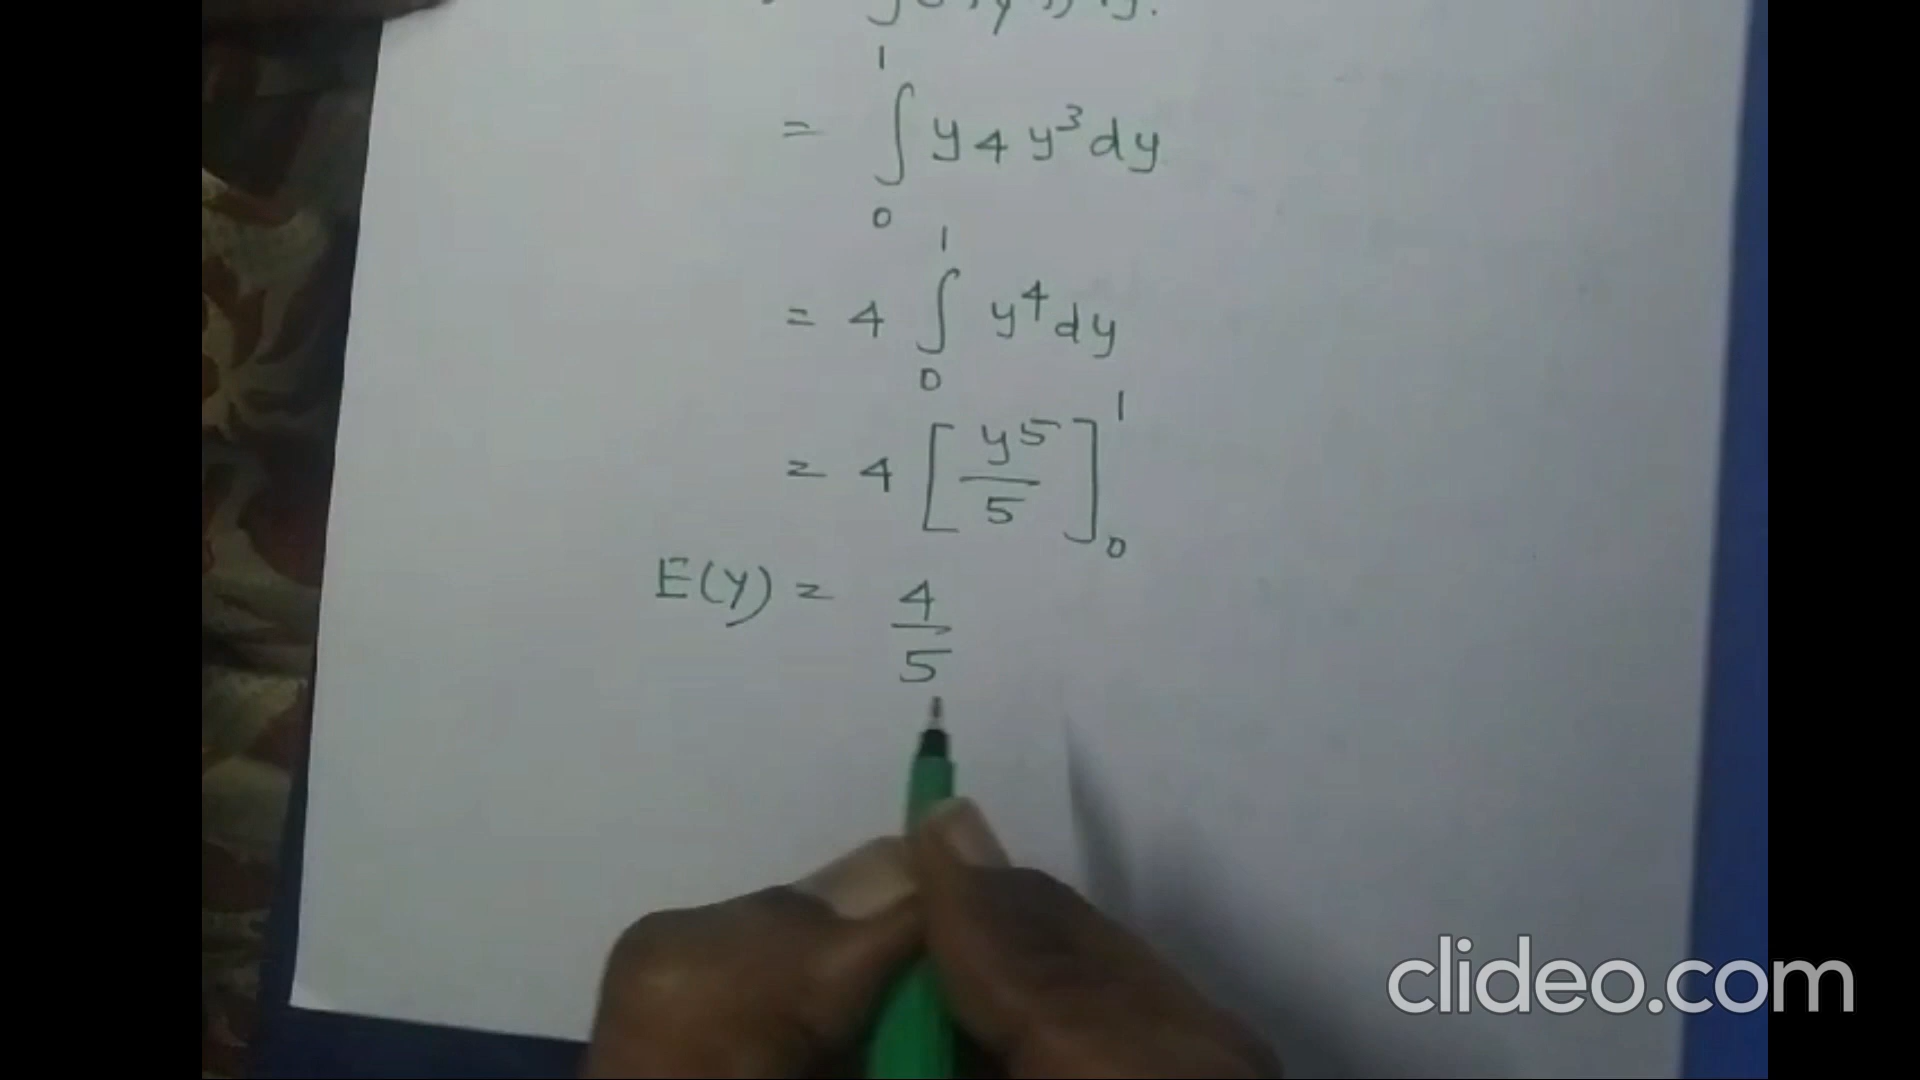 = ∫₀¹ y 4 y³ dy
= 4 ∫₀¹ y⁴ dy
= 4 [y⁵/5]₀¹
E(y) = 4/5
clideo.com